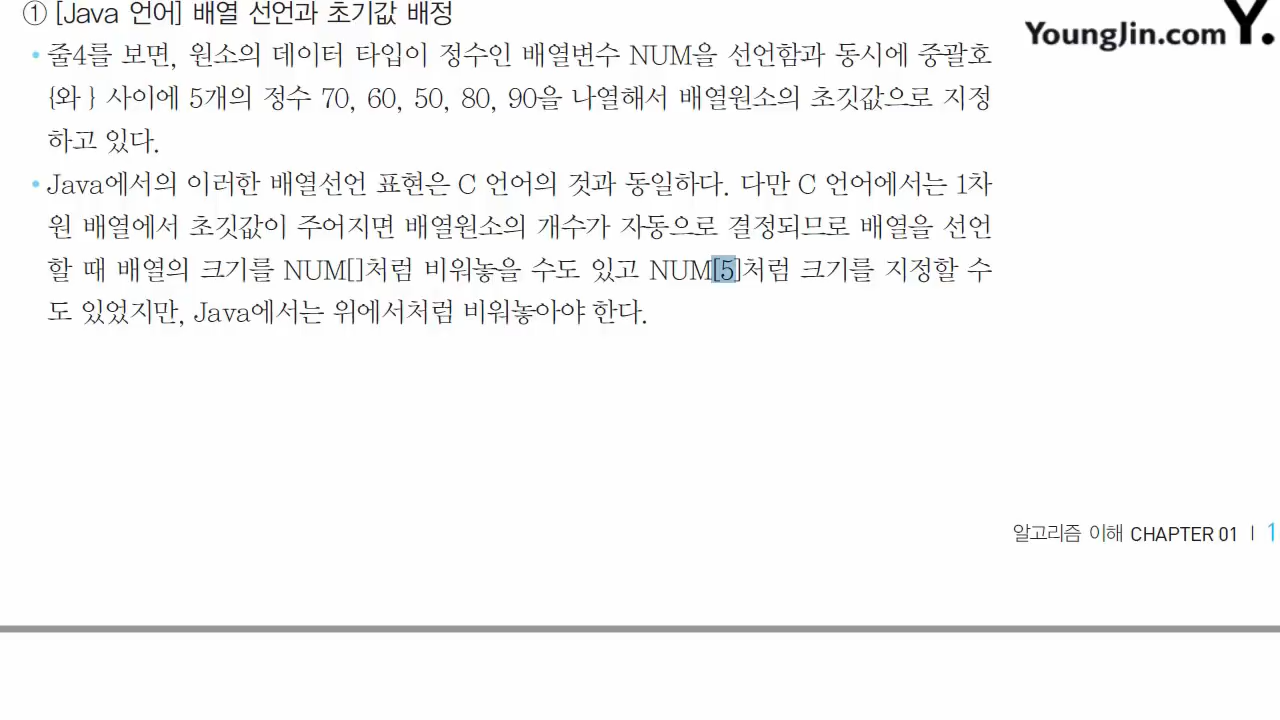 ① [Java 언어] 배열 선언과 초기값 배정
YoungJin.com Y.
• 줄4를 보면, 원소의 데이터 타입이 정수인 배열변수 NUM을 선언함과 동시에 중괄호
{와 } 사이에 5개의 정수 70, 60, 50, 80, 90을 나열해서 배열원소의 초깃값으로 지정
하고 있다.
• Java에서의 이러한 배열선언 표현은 C 언어의 것과 동일하다. 다만 C 언어에서는 1차
원 배열에서 초깃값이 주어지면 배열원소의 개수가 자동으로 결정되므로 배열을 선언
할 때 배열의 크기를 NUM[]처럼 비워놓을 수도 있고 NUM[5]처럼 크기를 지정할 수
도 있었지만, Java에서는 위에서처럼 비워놓아야 한다.
알고리즘 이해 CHAPTER 01 | 1